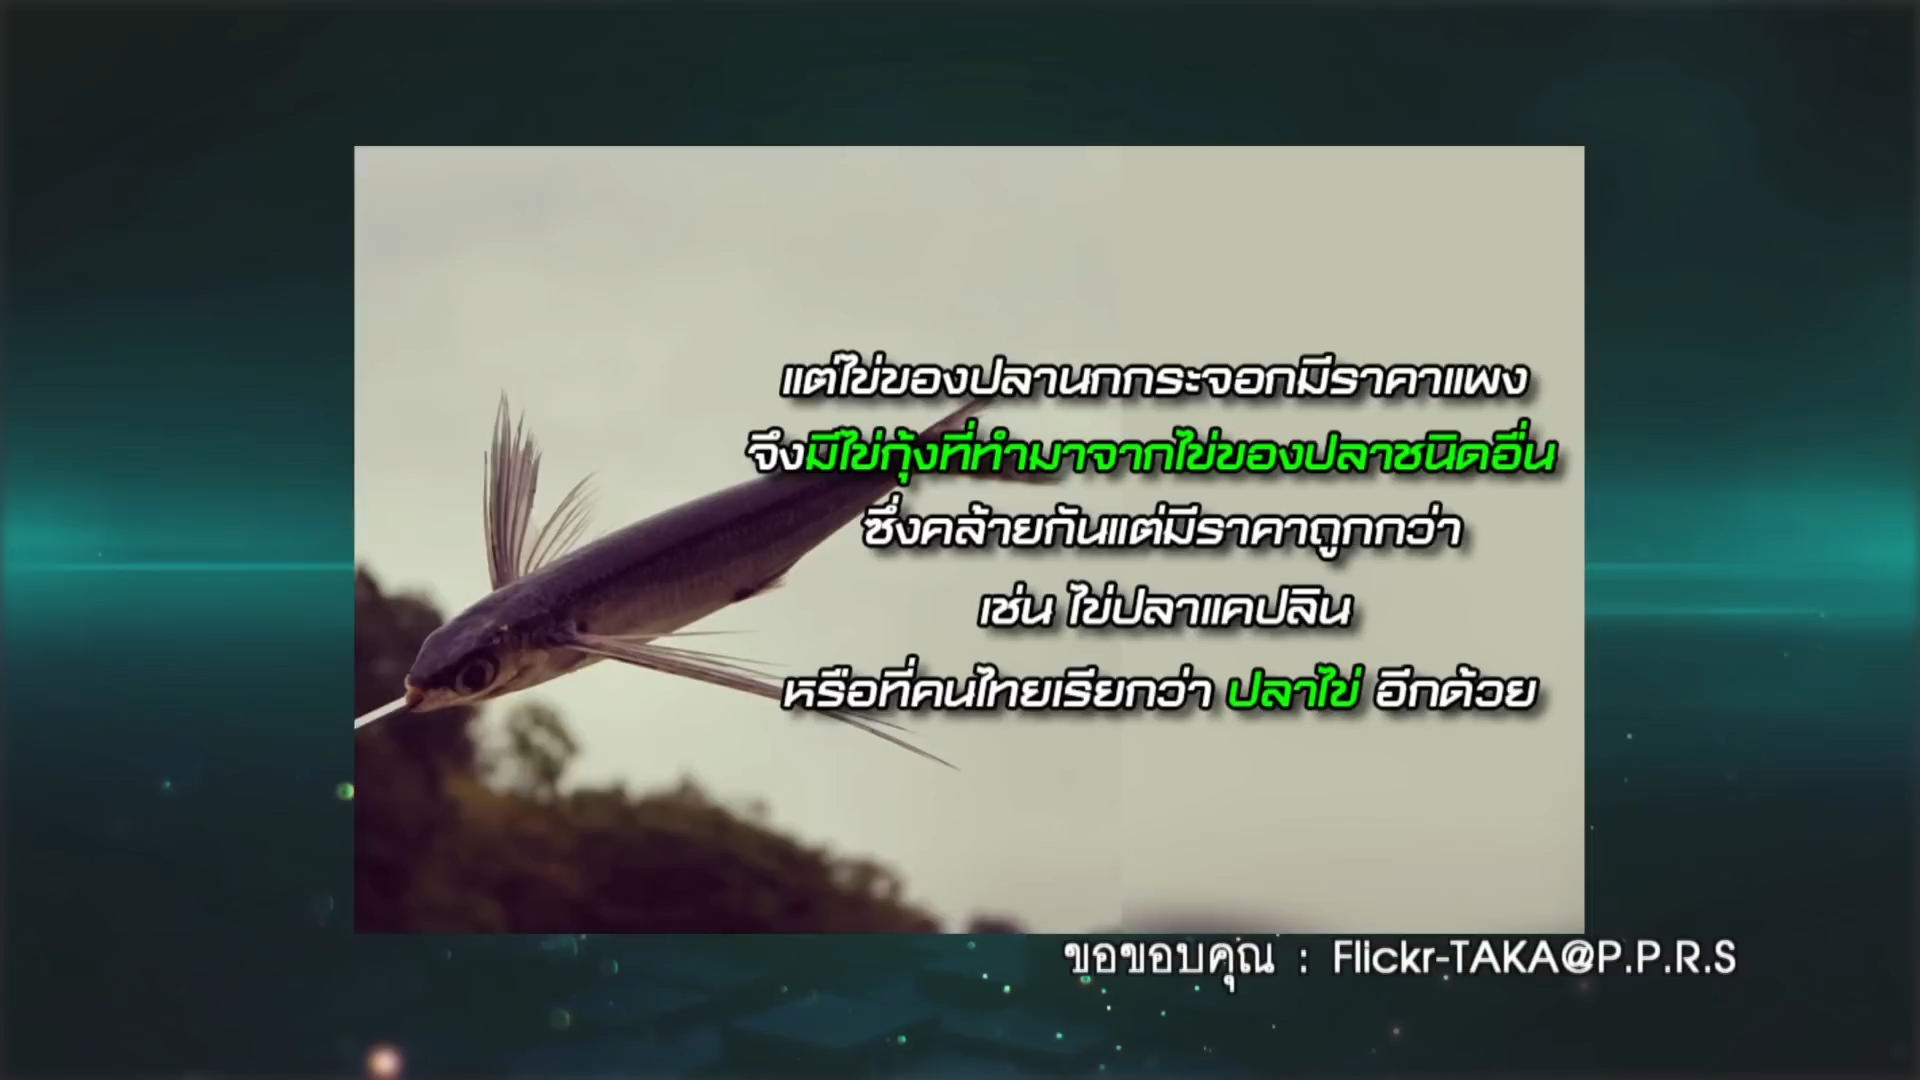 แต่ไข่ของปลานกกระจอกมีราคาแพง
จึงมีไข่กุ้งที่ทำมาจากไข่ของปลาชนิดอื่น
ซึ่งคล้ายกันแต่มีราคาถูกกว่า
เช่น ไข่ปลาแคปลิน
หรือที่คนไทยเรียกว่า ปลาไข่ อีกด้วย
ขอขอบคุณ : Flickr-TAKA@P.P.R.S